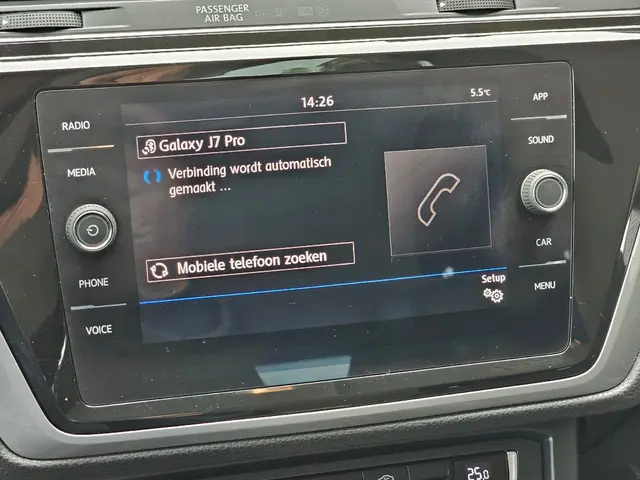 PASSENGER
AIR BAG
14:26
5.5°C
RADIO
MEDIA
PHONE
VOICE
Galaxy J7 Pro
Verbinding wordt automatisch
gemaakt ...
Mobiele telefoon zoeken
Setup
APP
SOUND
CAR
MENU
25.0